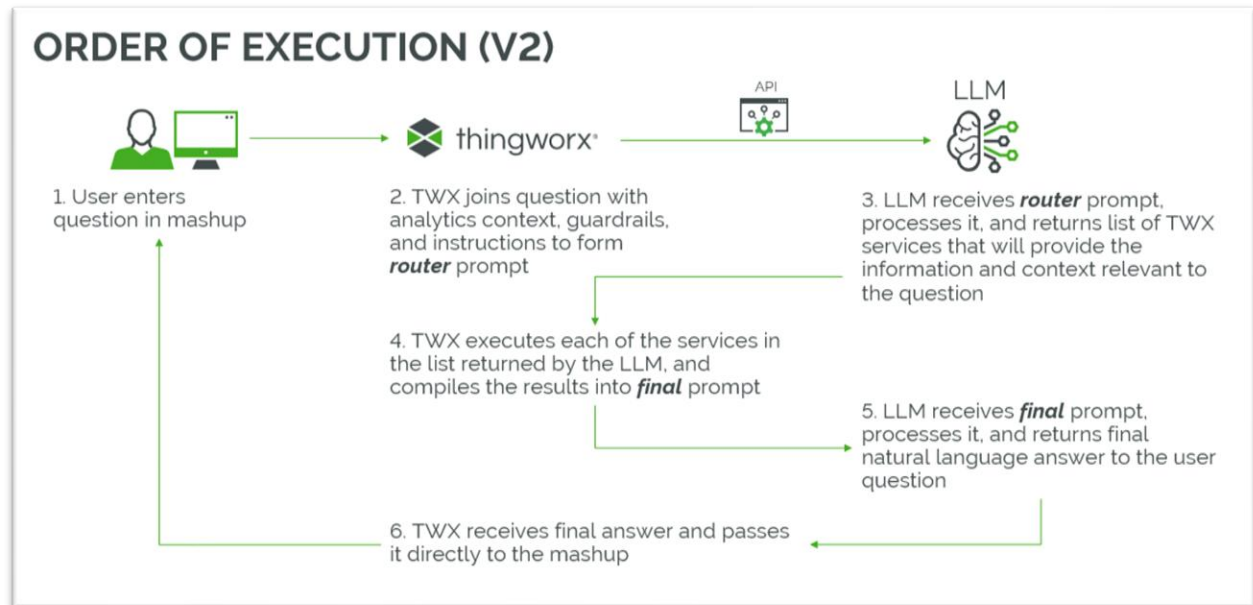 ORDER OF EXECUTION (V2)
API
LLM
thingworx®
1. User enters
question in mashup
2. TWX joins question with
analytics context, guardrails,
and instructions to form
router prompt
3. LLM receives router prompt,
processes it, and returns list of TWX
services that will provide the
information and context relevant to
the question
4. TWX executes each of the services in
the list returned by the LLM, and
compiles the results into final prompt
5. LLM receives final prompt,
processes it, and returns final
natural language answer to the user
question
6. TWX receives final answer and passes
it directly to the mashup